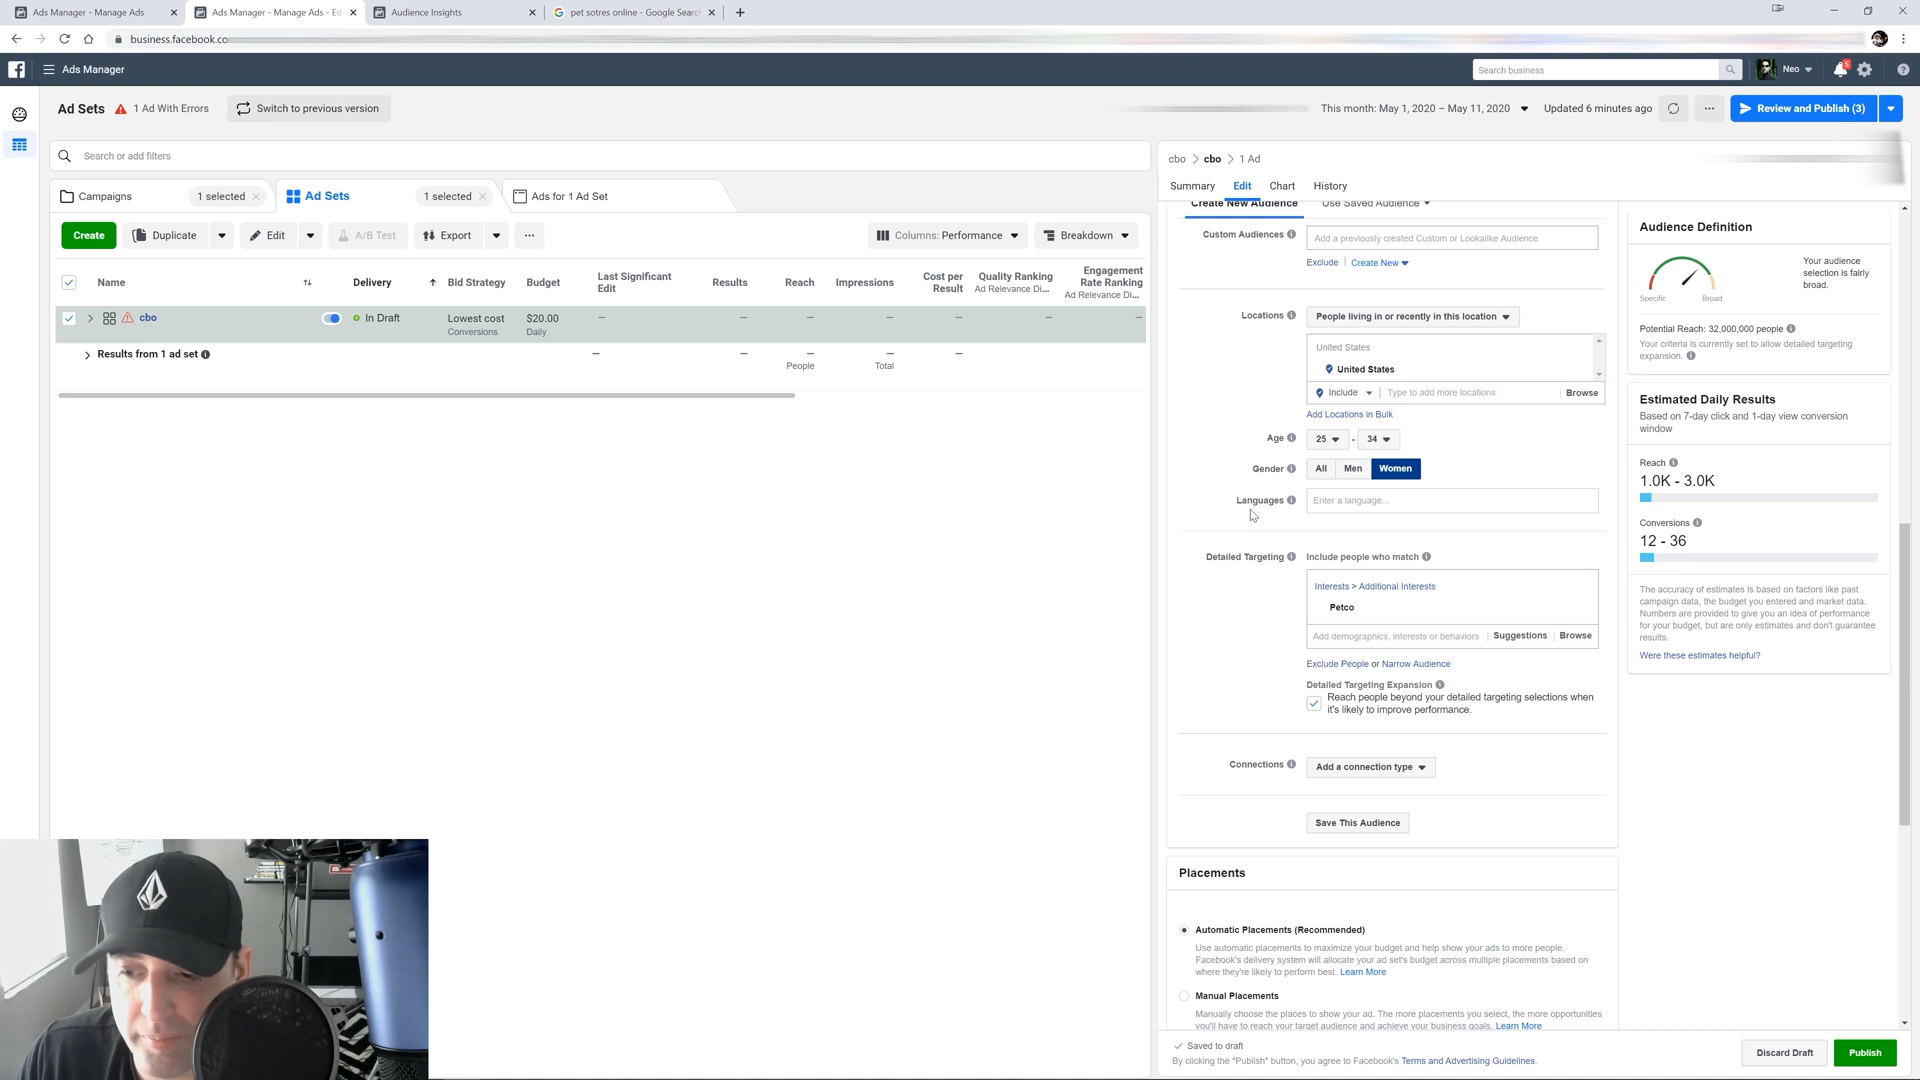 Ads Manager - Manage Ads
Ads Manager - Manage Ads - Ed
Audience Insights
pet sotres online - Google Searc
business.facebook.co
Ads Manager
Search business
Neo
5
Ad Sets
1 Ad With Errors
Switch to previous version
This month: May 1, 2020 – May 11, 2020
Updated 6 minutes ago
Review and Publish (3)
Search or add filters
Campaigns
1 selected
Ad Sets
1 selected
Ads for 1 Ad Set
Create
Duplicate
Edit
A/B Test
Export
Columns: Performance
Breakdown
Name
Delivery
Bid Strategy
Budget
Last Significant
Edit
Results
Reach
Impressions
Cost per
Result
Quality Ranking
Ad Relevance Di...
Engagement
Rate Ranking
Ad Relevance Di...
cbo
In Draft
Lowest cost
Conversions
$20.00
Daily
— — — — — — —
Results from 1 ad set
— — — — —
People
Total
cbo > cbo > 1 Ad
Summary
Edit
Chart
History
Create New Audience
Use Saved Audience
Custom Audiences
Add a previously created Custom or Lookalike Audience
Exclude
Create New
Locations
People living in or recently in this location
United States
United States
Include
Type to add more locations
Browse
Add Locations in Bulk
Age
25 - 34
Gender
All
Men
Women
Languages
Enter a language...
Detailed Targeting
Include people who match
Interests > Additional Interests
Petco
Add demographics, interests or behaviors
Suggestions
Browse
Exclude People or Narrow Audience
Detailed Targeting Expansion
Reach people beyond your detailed targeting selections when
it's likely to improve performance.
Connections
Add a connection type
Save This Audience
Placements
Automatic Placements (Recommended)
Use automatic placements to maximize your budget and help show your ads to more people.
Facebook's delivery system will allocate your ad set's budget across multiple placements based on
where they're likely to perform best. Learn More
Manual Placements
Manually choose the places to show your ad. The more placements you select, the more opportunities
you'll have to reach your target audience and achieve your business goals. Learn More
Saved to draft
By clicking the "Publish" button, you agree to Facebook's Terms and Advertising Guidelines.
Discard Draft
Publish
Audience Definition
Specific
Broad
Your audience
selection is fairly
broad.
Potential Reach: 32,000,000 people
Your criteria is currently set to allow detailed targeting
expansion.
Estimated Daily Results
Based on 7-day click and 1-day view conversion
window
Reach
1.0K - 3.0K
Conversions
12 - 36
The accuracy of estimates is based on factors like past
campaign data, the budget you entered and market data.
Numbers are provided to give you an idea of performance
for your budget, but are only estimates and don't guarantee
results.
Were these estimates helpful?